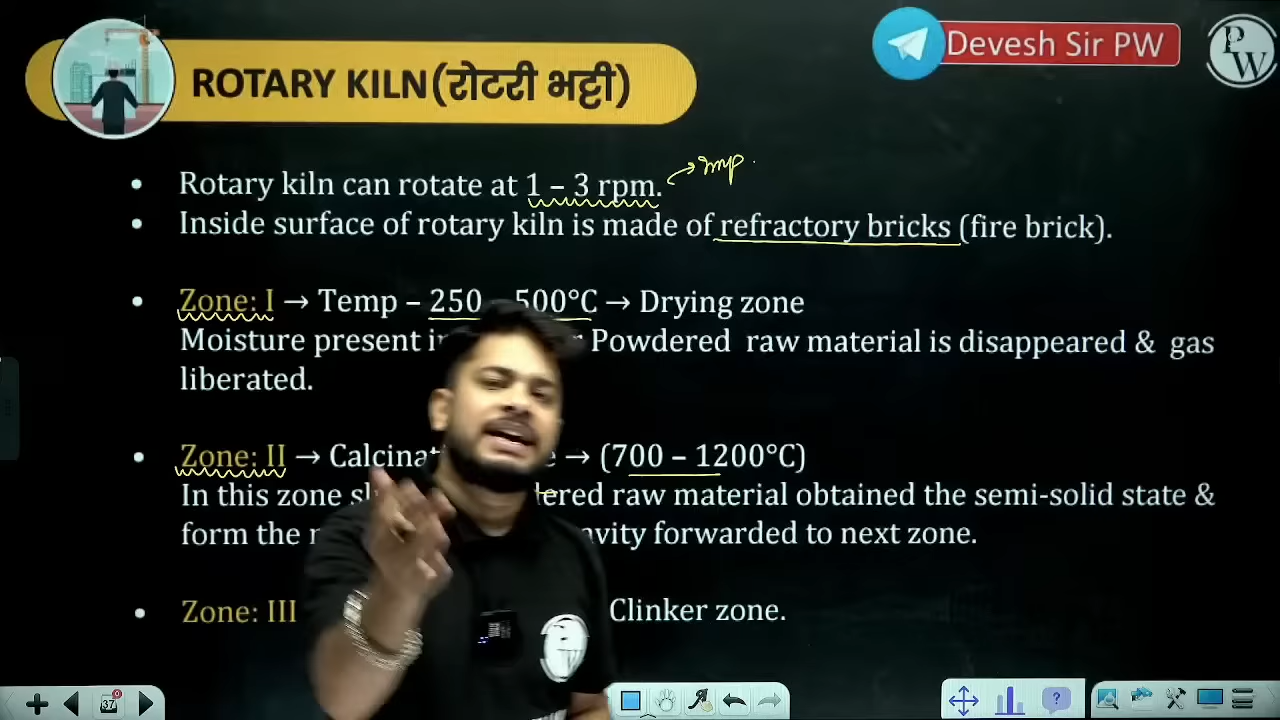 Devesh Sir PW
PW
ROTARY KILN(रोटरी भट्टी)
• Rotary kiln can rotate at 1 – 3 rpm. → Imp.
• Inside surface of rotary kiln is made of refractory bricks (fire brick).
• Zone: I → Temp – 250 – 500°C → Drying zone
Moisture present Powdered raw material is disappeared & gas
liberated.
• Zone: II → → (700 – 1200°C)
In this zone raw material obtained the semi-solid state &
form the forwarded to next zone.
• Zone: III Clinker zone.
37